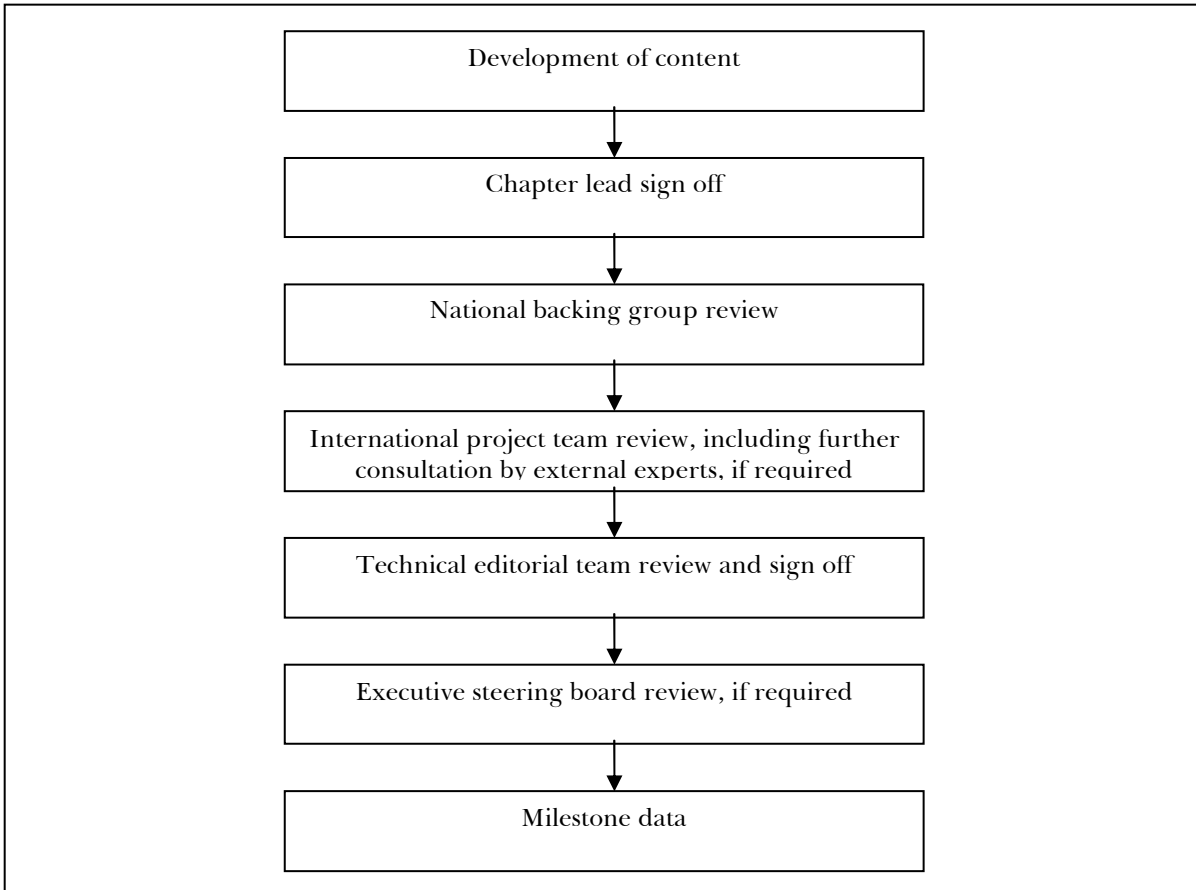 Development of content
Chapter lead sign off
National backing group review
International project team review, including further
consultation by external experts, if required
Technical editorial team review and sign off
Executive steering board review, if required
Milestone data